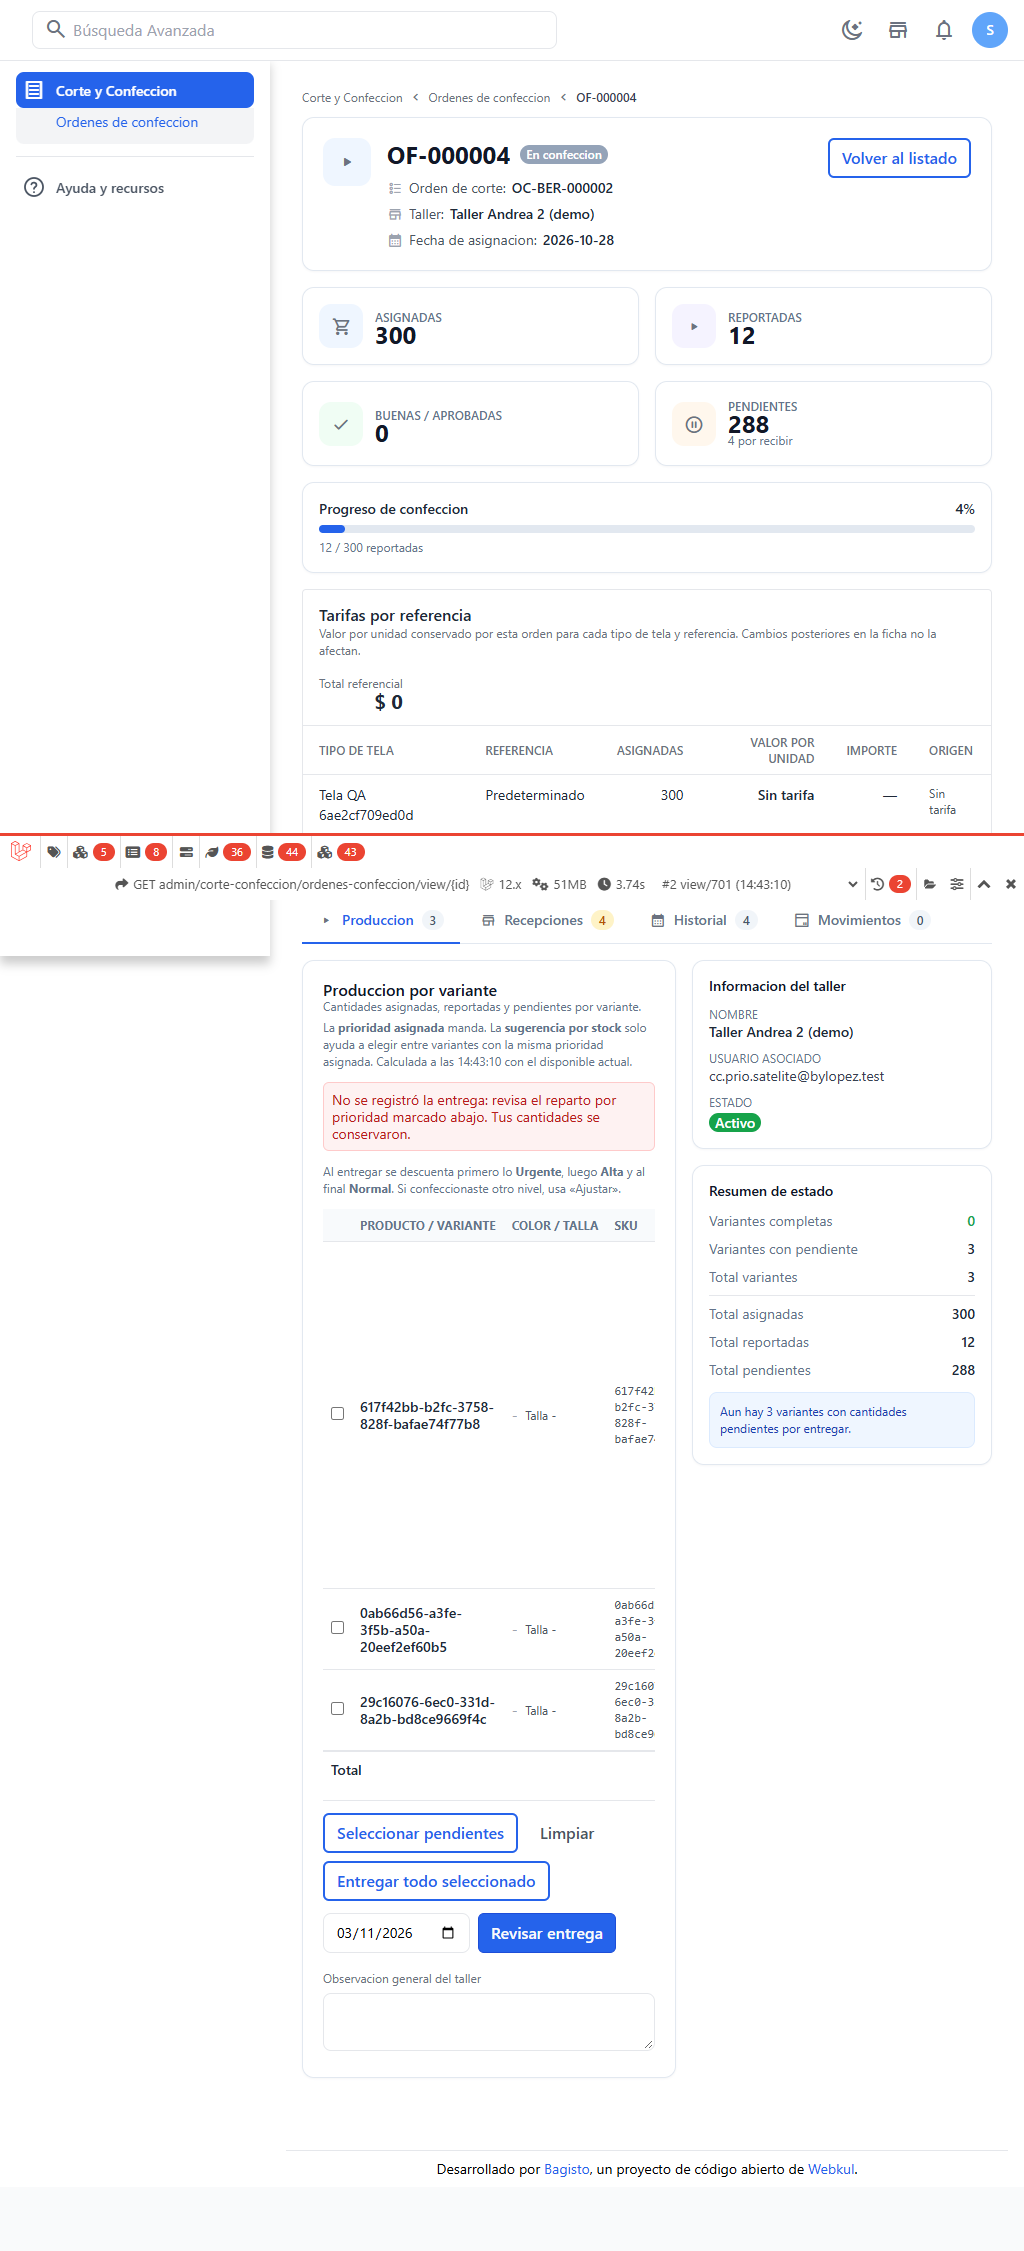 Búsqueda Avanzada
S
Corte y Confeccion
Ordenes de confeccion
Ayuda y recursos
Corte y Confeccion
Ordenes de confeccion
OF-000004
OF-000004 En confeccion
Volver al listado
Orden de corte: OC-BER-000002
Taller: Taller Andrea 2 (demo)
Fecha de asignacion: 2026-10-28
ASIGNADAS
300
REPORTADAS
12
BUENAS / APROBADAS
0
PENDIENTES
288
4 por recibir
Progreso de confeccion 4%
12 / 300 reportadas
Tarifas por referencia
Valor por unidad conservado por esta orden para cada tipo de tela y referencia. Cambios posteriores en la ficha no la
afectan.
Total referencial
$ 0
TIPO DE TELA REFERENCIA ASIGNADAS VALOR POR UNIDAD IMPORTE ORIGEN
Tela QA 6ae2cf709ed0d Predeterminado 300 Sin tarifa — Sin tarifa
5 8 36 44 43
GET admin/corte-confeccion/ordenes-confeccion/view/{id} 12.x 51MB 3.74s #2 view/701 (14:43:10) 2
Produccion 3 Recepciones 4 Historial 4 Movimientos 0
Produccion por variante
Cantidades asignadas, reportadas y pendientes por variante.
La prioridad asignada manda. La sugerencia por stock solo
ayuda a elegir entre variantes con la misma prioridad
asignada. Calculada a las 14:43:10 con el disponible actual.
No se registró la entrega: revisa el reparto por
prioridad marcado abajo. Tus cantidades se
conservaron.
Al entregar se descuenta primero lo Urgente, luego Alta y al
final Normal. Si confeccionaste otro nivel, usa «Ajustar».
PRODUCTO / VARIANTE COLOR / TALLA SKU
617f42bb-b2fc-3758-
828f-bafae74f77b8
- Talla -
617f42
b2fc-3
828f-
bafae7
0ab66d56-a3fe-
3f5b-a50a-
20eef2ef60b5
- Talla -
0ab66d
a3fe-3
a50a-
20eef2
29c16076-6ec0-331d-
8a2b-bd8ce9669f4c
- Talla -
29c160
6ec0-3
8a2b-
bd8ce9
Total
Seleccionar pendientes Limpiar
Entregar todo seleccionado
03/11/2026 Revisar entrega
Observacion general del taller
Informacion del taller
NOMBRE
Taller Andrea 2 (demo)
USUARIO ASOCIADO
cc.prio.satelite@bylopez.test
ESTADO
Activo
Resumen de estado
Variantes completas 0
Variantes con pendiente 3
Total variantes 3
Total asignadas 300
Total reportadas 12
Total pendientes 288
Aun hay 3 variantes con cantidades
pendientes por entregar.
Desarrollado por Bagisto, un proyecto de código abierto de Webkul.